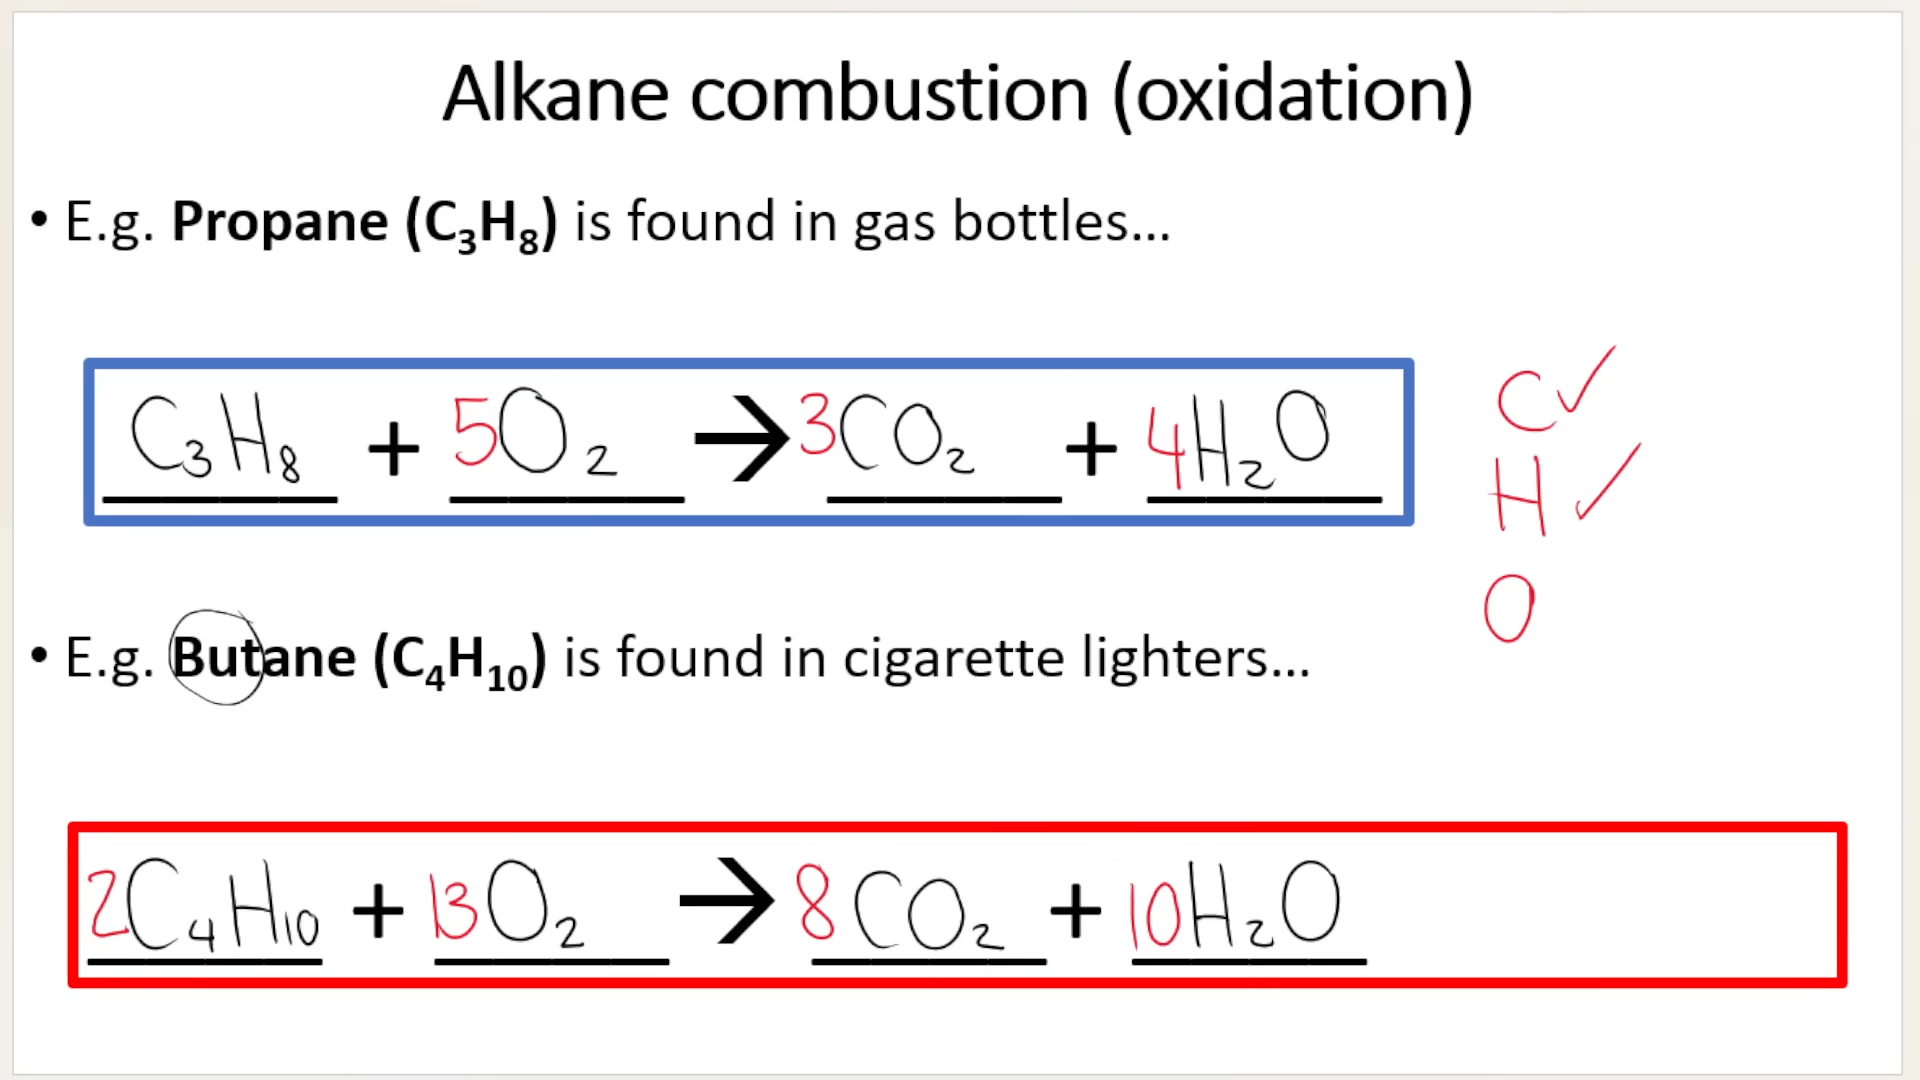 Alkane combustion (oxidation)
• E.g. Propane (C₃H₈) is found in gas bottles...
C₃H₈ + 5O₂ → 3CO₂ + 4H₂O
C✓
H✓
O
• E.g. Butane (C₄H₁₀) is found in cigarette lighters...
2C₄H₁₀ + 13O₂ → 8CO₂ + 10H₂O